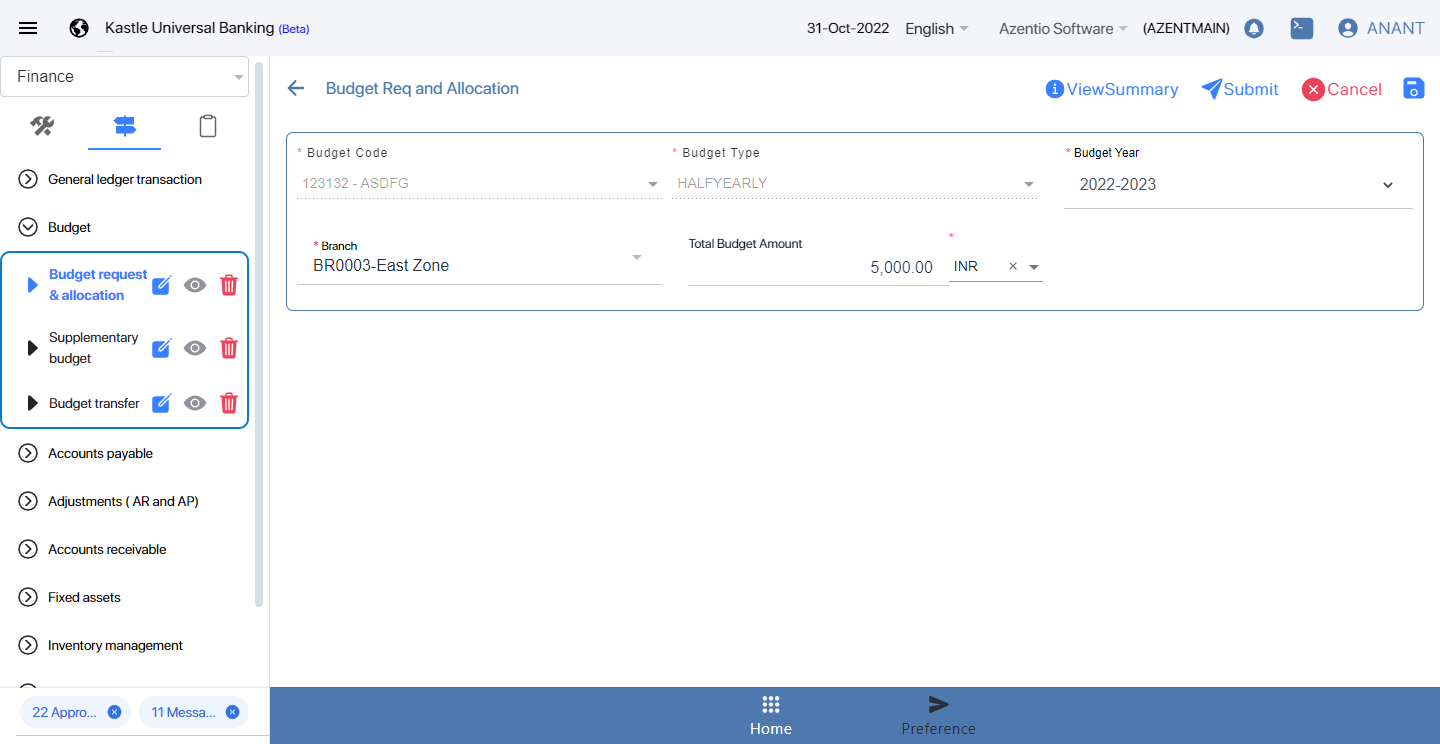 Kastle Universal Banking (Beta)
31-Oct-2022
English
Azentio Software
(AZENTMAIN)
ANANT
Finance
General ledger transaction
Budget
Budget request
& allocation
Supplementary
budget
Budget transfer
Accounts payable
Adjustments ( AR and AP)
Accounts receivable
Fixed assets
Inventory management
22 Appro...
11 Messa...
Budget Req and Allocation
ViewSummary
Submit
Cancel
* Budget Code
* Budget Type
* Budget Year
123132 - ASDFG
HALFYEARLY
2022-2023
* Branch
Total Budget Amount
*
BR0003-East Zone
5,000.00
INR
Home
Preference